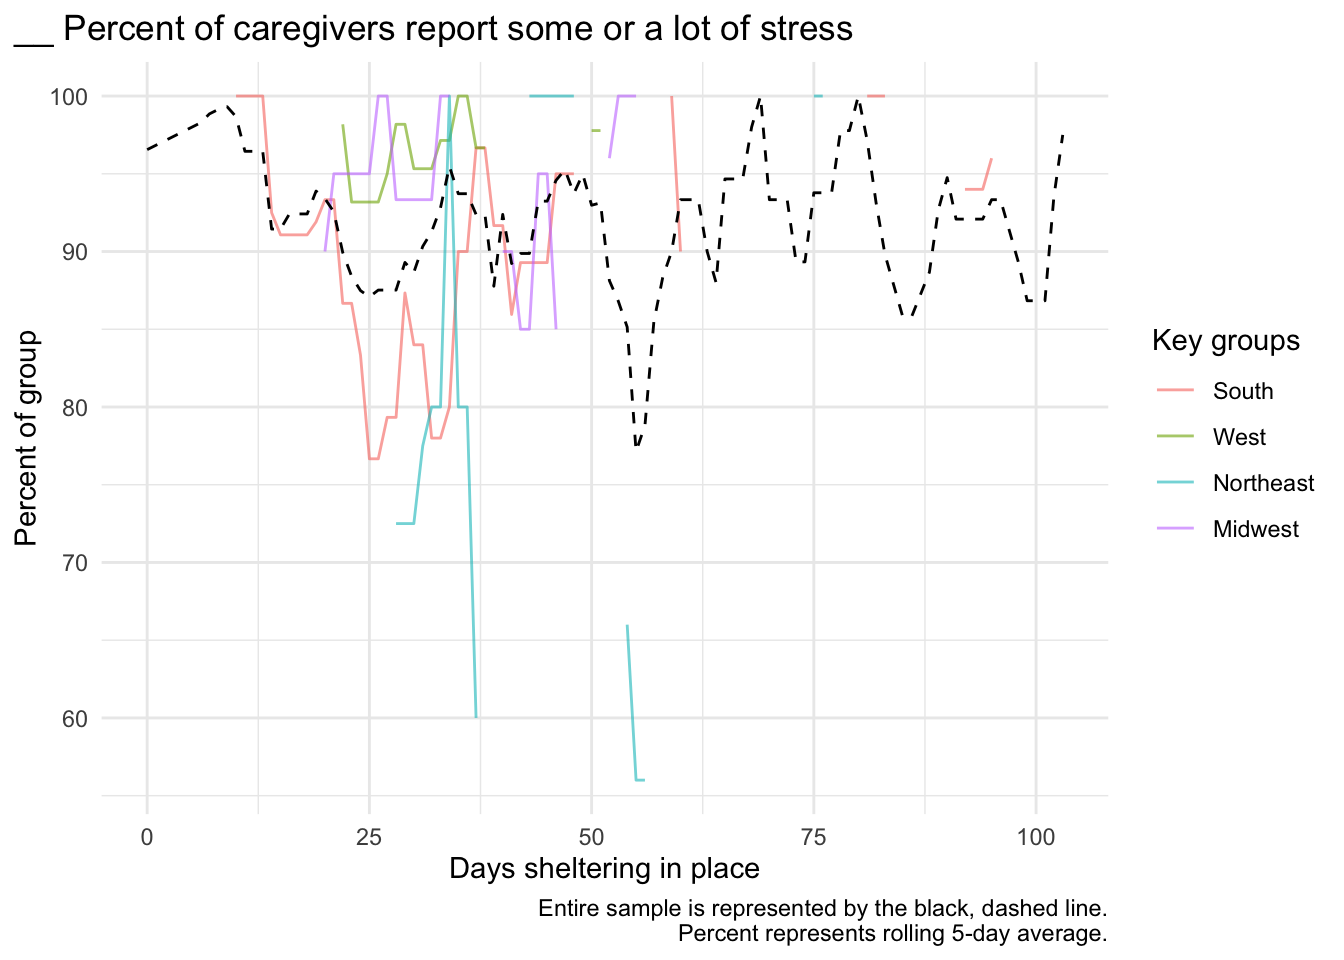 __ Percent of caregivers report some or a lot of stress
100
90
80
70
60
Percent of group
0 25 50 75 100
Days sheltering in place
Key groups
South
West
Northeast
Midwest
Entire sample is represented by the black, dashed line.
Percent represents rolling 5-day average.